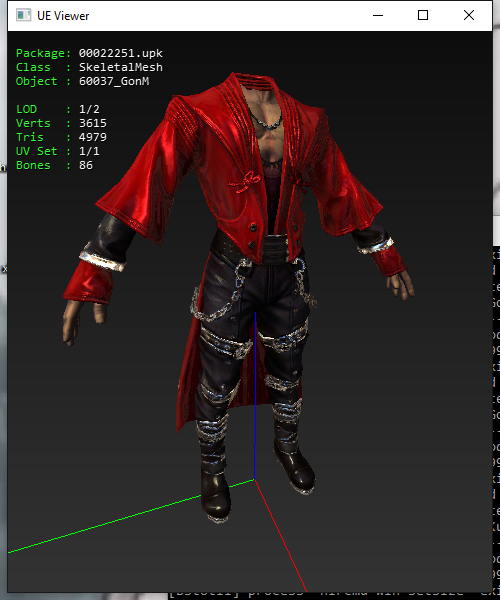 UE Viewer
Package: 00022251.upk
Class : SkeletalMesh
Object : 60037_GonM
LOD : 1/2
Verts : 3615
Tris : 4979
UV Set : 1/1
Bones : 86